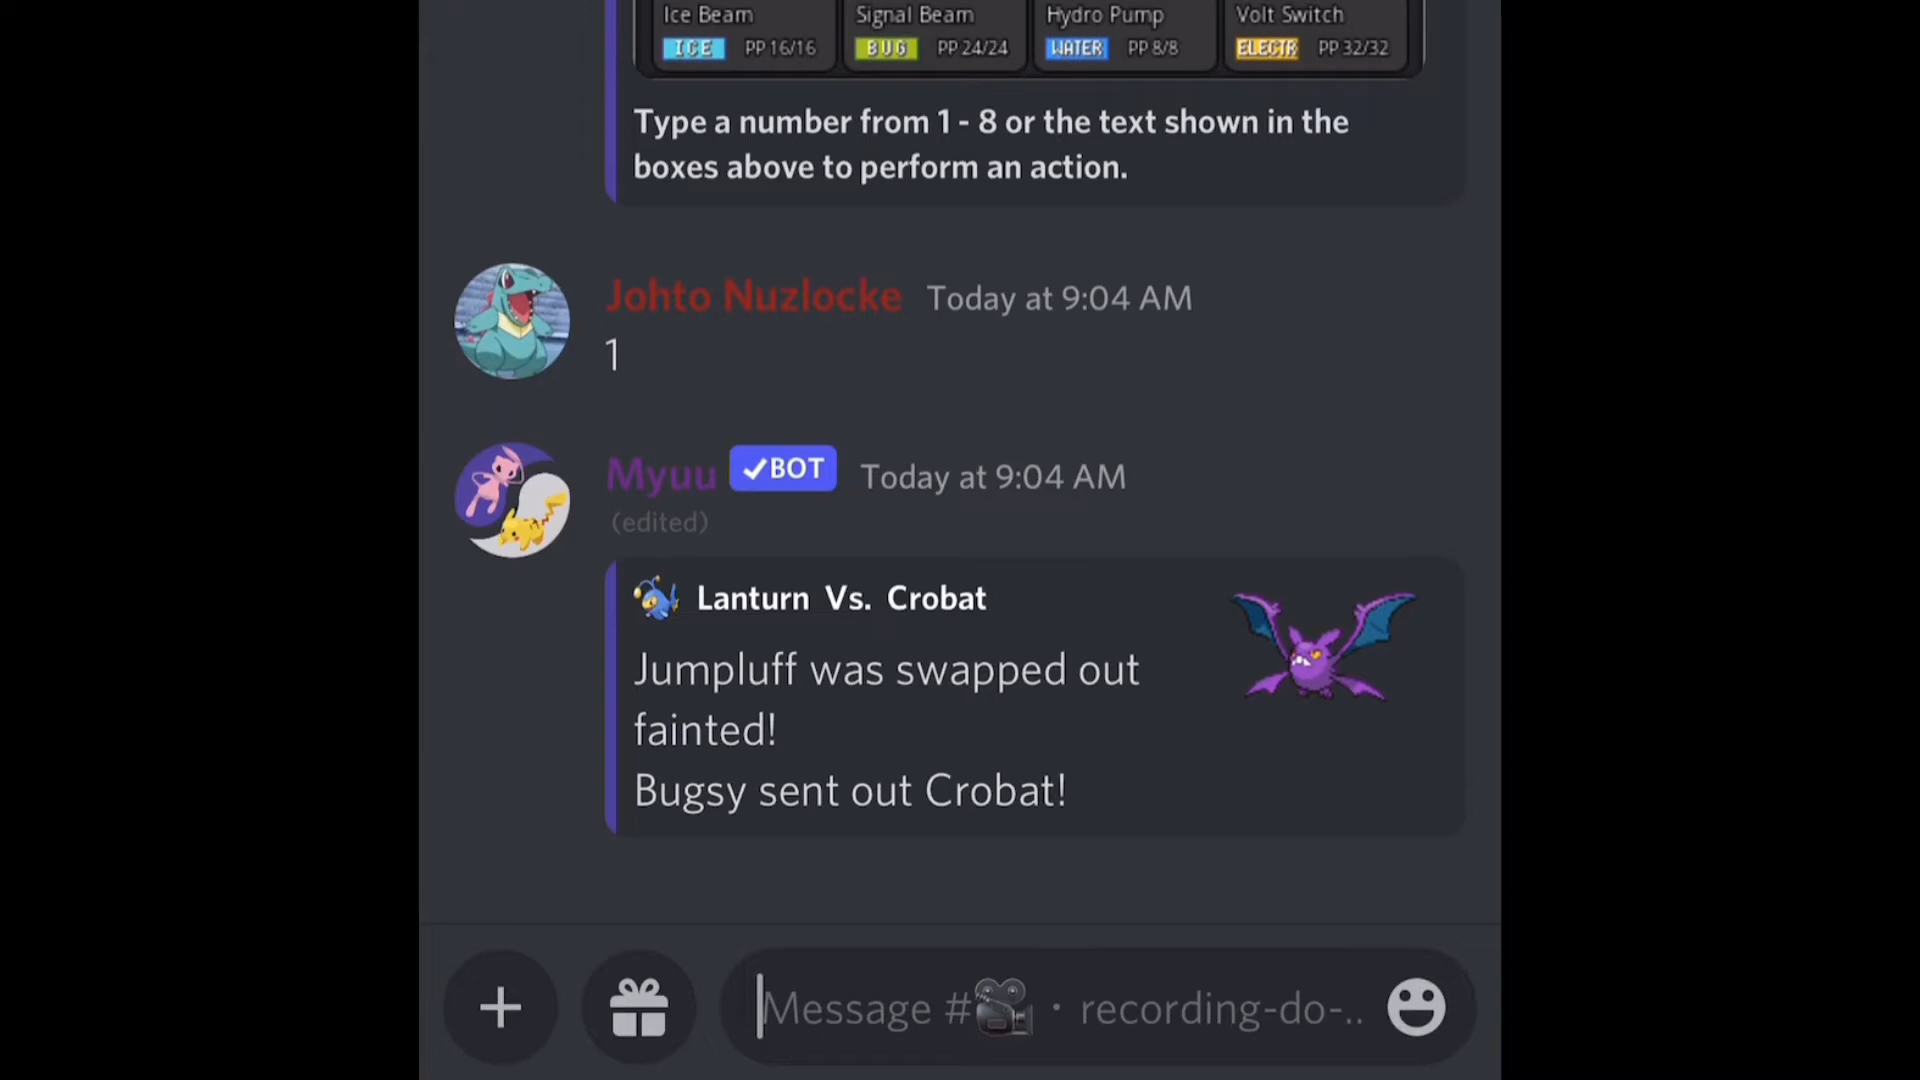 Ice Beam Signal Beam Hydro Pump Volt Switch
ICE PP 16/16 BUG PP 24/24 WATER PP 8/8 ELECTR PP 32/32
Type a number from 1 - 8 or the text shown in the
boxes above to perform an action.
Johto Nuzlocke Today at 9:04 AM
1
Myuu BOT Today at 9:04 AM
(edited)
Lanturn Vs. Crobat
Jumpluff was swapped out
fainted!
Bugsy sent out Crobat!
Message #🎥 · recording-do-..